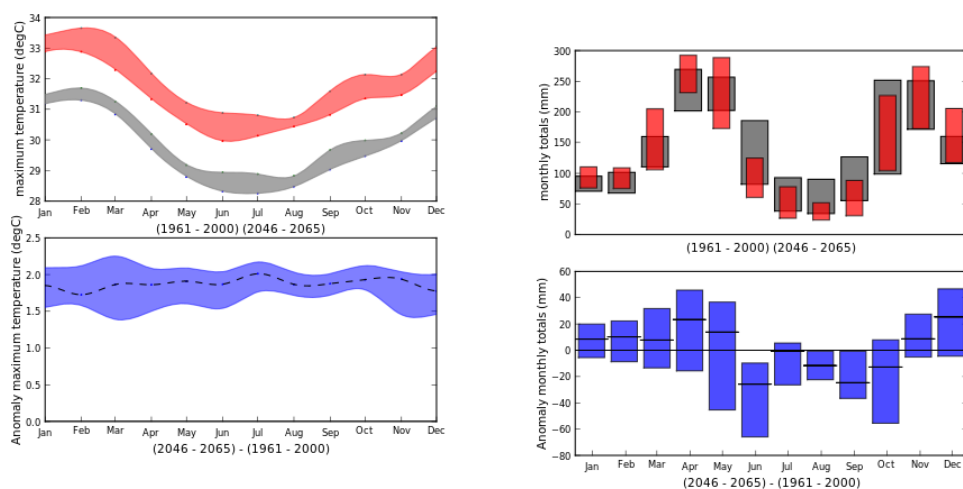 34
33
32
31
30
29
28
maximum temperature (degC)
Jan Feb Mar Apr May Jun Jul Aug Sep Oct Nov Dec
(1961 - 2000) (2046 - 2065)
2.5
2.0
1.5
1.0
0.5
0.0
Anomaly maximum temperature (degC)
Jan Feb Mar Apr May Jun Jul Aug Sep Oct Nov Dec
(2046 - 2065) - (1961 - 2000)
300
250
200
150
100
50
0
monthly totals (mm)
(1961 - 2000) (2046 - 2065)
60
40
20
0
−20
−40
−60
−80
Anomaly monthly totals (mm)
Jan Feb Mar Apr May Jun Jul Aug Sep Oct Nov Dec
(2046 - 2065) - (1961 - 2000)